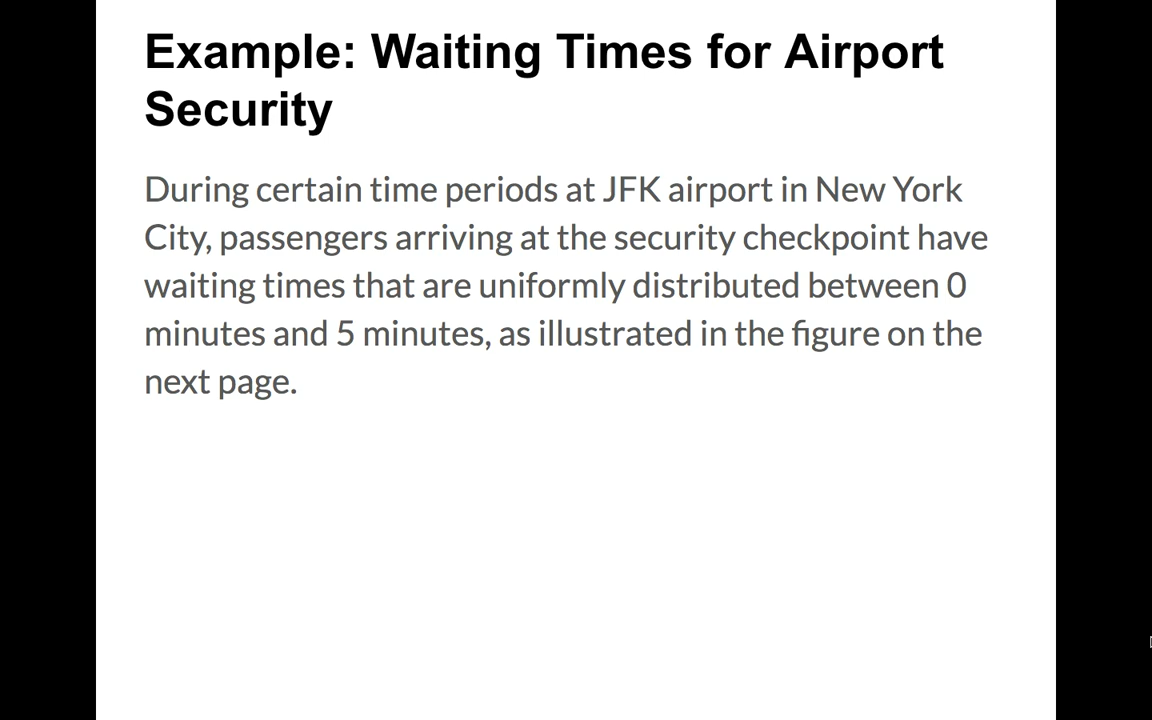 Example: Waiting Times for Airport
Security
During certain time periods at JFK airport in New York
City, passengers arriving at the security checkpoint have
waiting times that are uniformly distributed between 0
minutes and 5 minutes, as illustrated in the figure on the
next page.